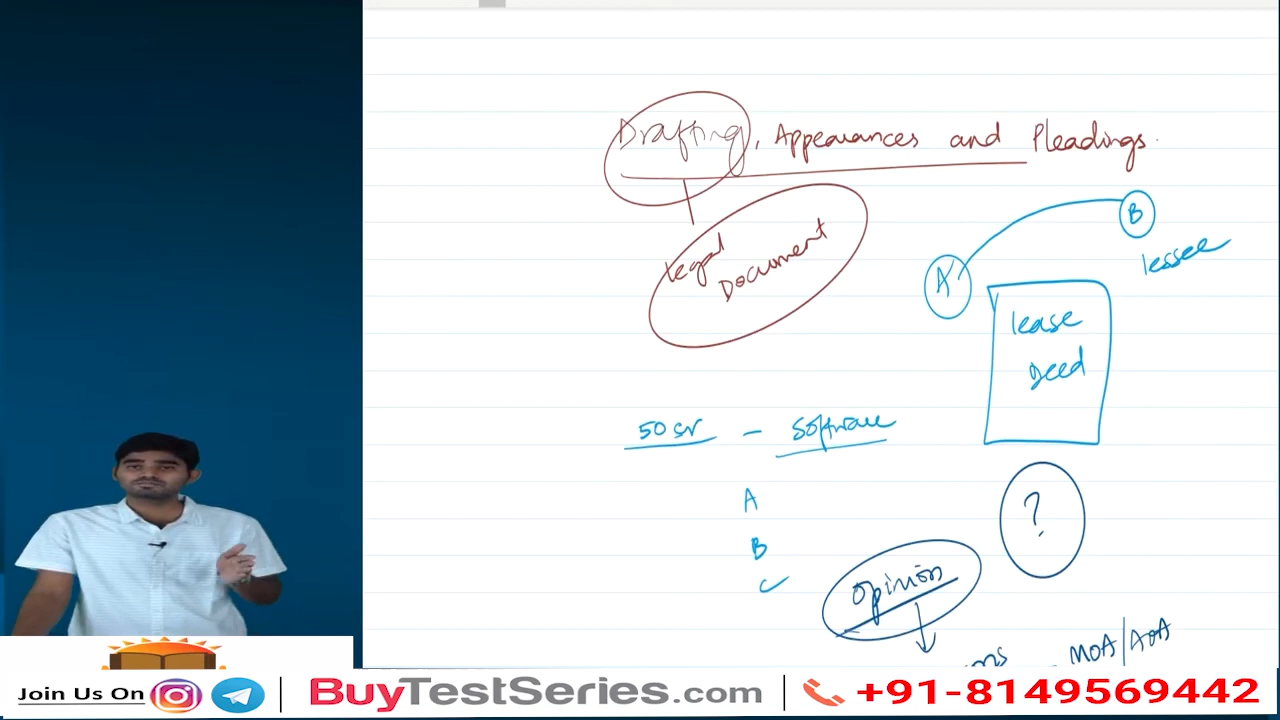 Drafting, Appearances and Pleadings.
Legal
Document
A
B
lessee
lease
deed
50 sr - Software
A
B
C
?
Opinion
MOA/AOA
Join Us On
BuyTestSeries.com
+91-8149569442